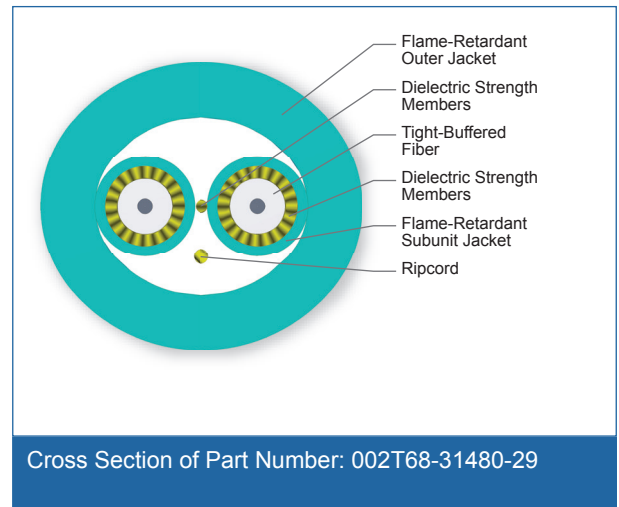 Flame-Retardant
Outer Jacket
Dielectric Strength
Members
Tight-Buffered
Fiber
Dielectric Strength
Members
Flame-Retardant
Subunit Jacket
Ripcord
Cross Section of Part Number: 002T68-31480-29